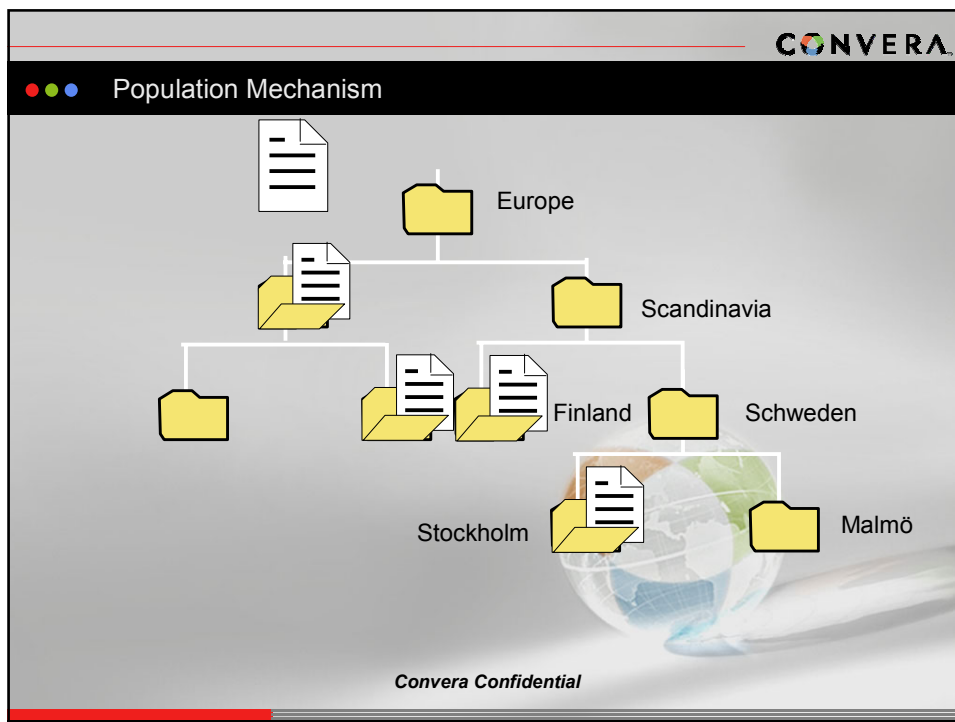 CONVERA
Population Mechanism
Europe
Scandinavia
Finland
Schweden
Stockholm
Malmö
Convera Confidential